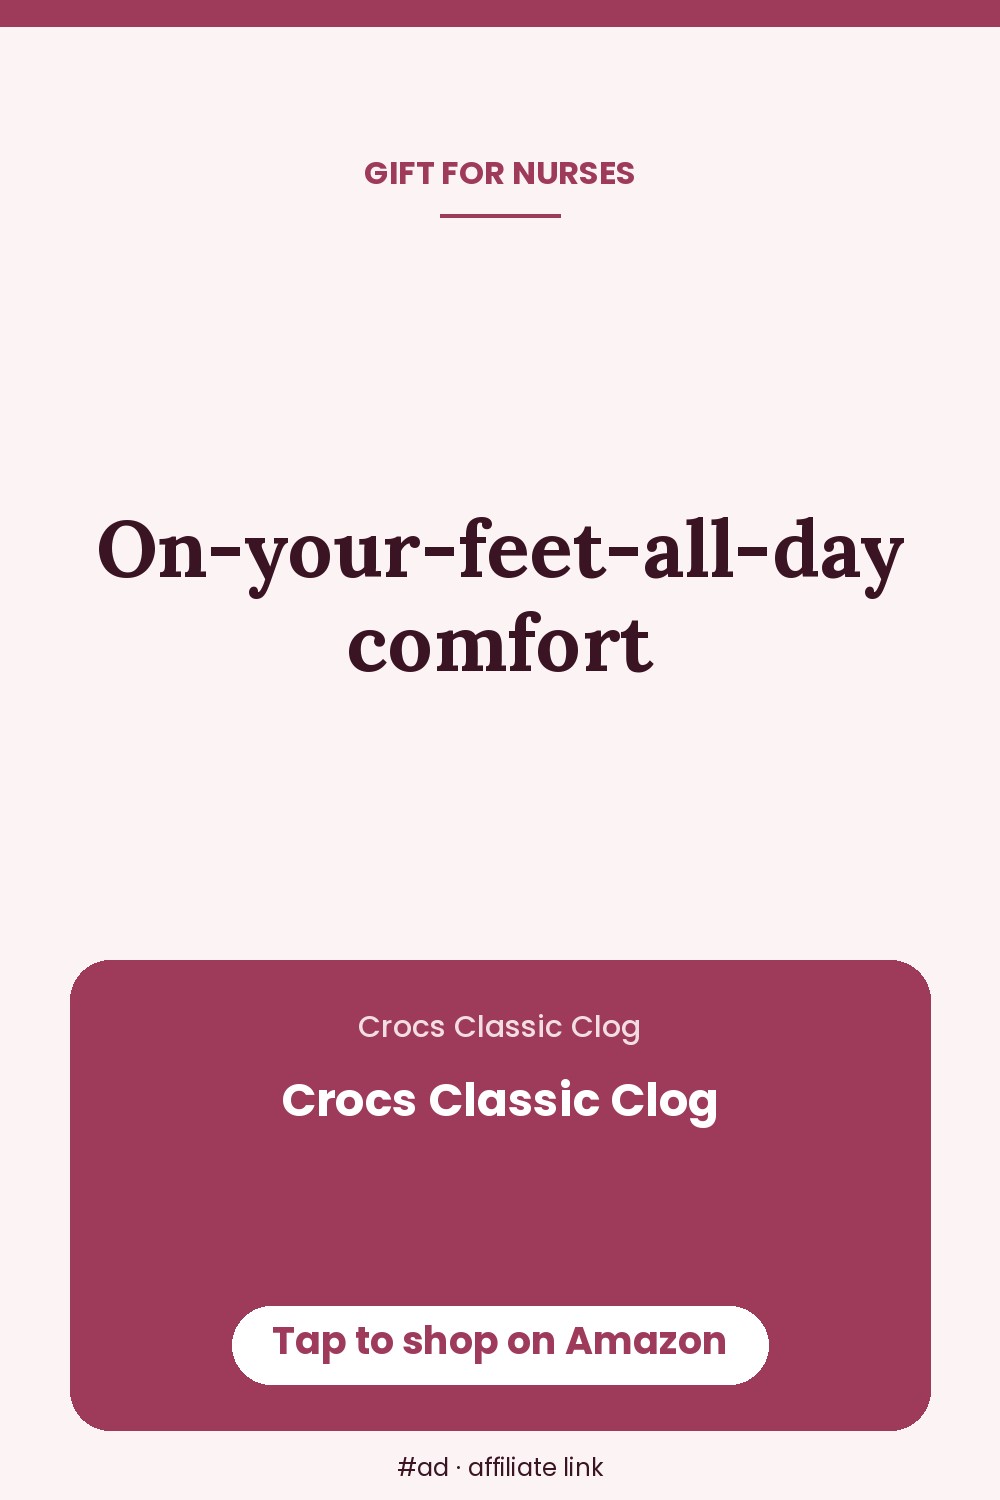 GIFT FOR NURSES
On-your-feet-all-day
comfort
Crocs Classic Clog
Crocs Classic Clog
Tap to shop on Amazon
#ad · affiliate link